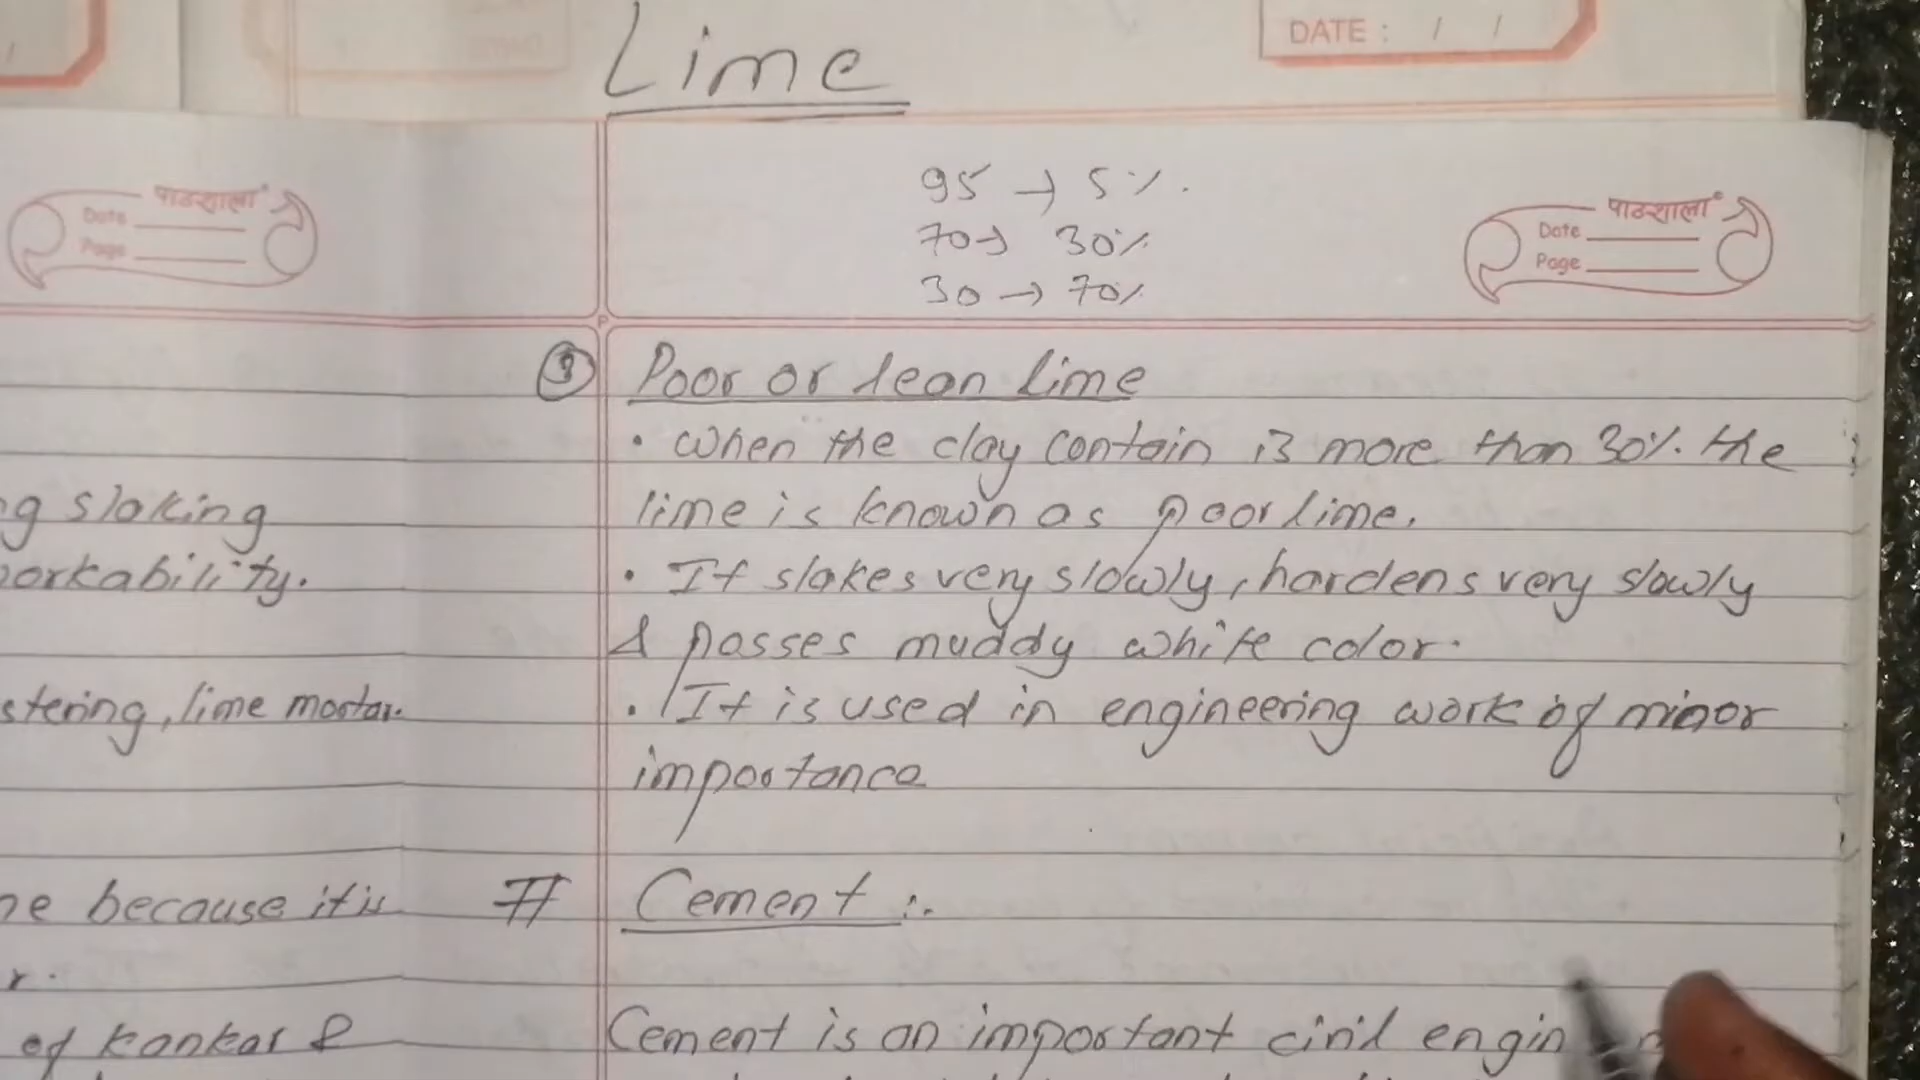 DATE : / /
Lime
95 → 5%.
70→ 30%
30 → 70%
पाठशाला
Date
Page
पाठशाला
Date
Page
③ Poor or lean Lime
• when the clay contain is more than 30%. the
lime is known as poor lime.
• It slakes very slowly, hardens very slowly
& posses muddy white color.
• It is used in engineering work of minor
importance
# Cement :.
Cement is an important civil engin
g slaking
workability.
stering, lime mortar.
e because it is
r.
of kankar &